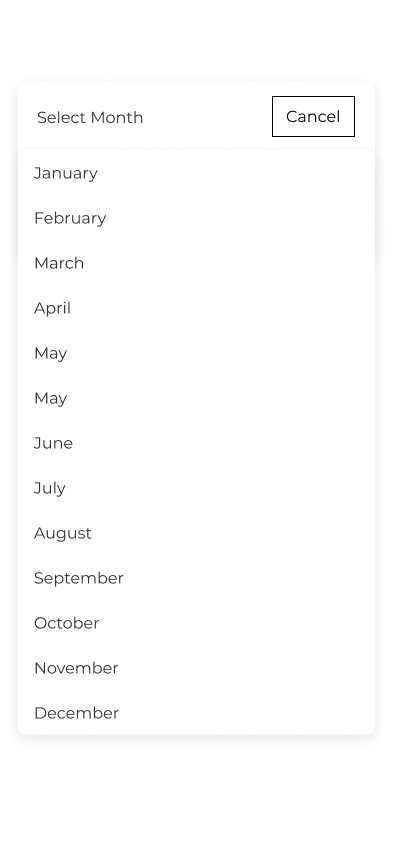 Select Month Cancel
January
February
March
April
May
May
June
July
August
September
October
November
December